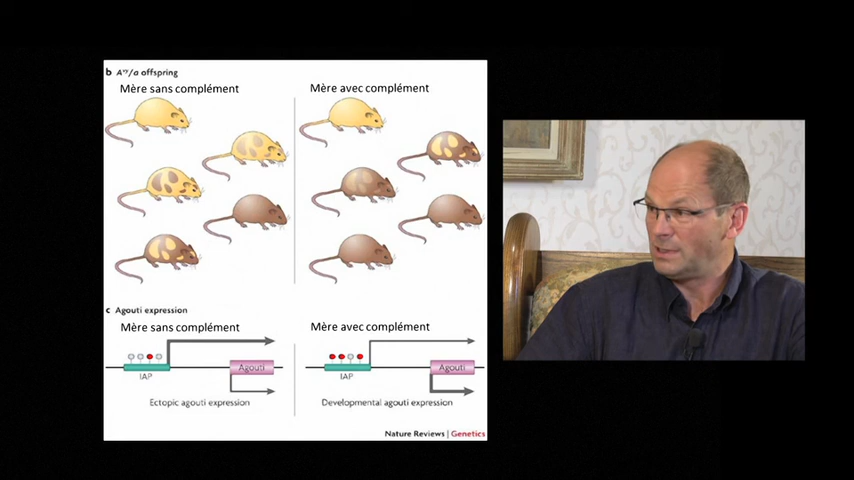 b Aᵛʸ/a offspring
Mère sans complément
Mère avec complément
c Agouti expression
Mère sans complément
Mère avec complément
IAP
Agouti
IAP
Agouti
Ectopic agouti expression
Developmental agouti expression
Nature Reviews | Genetics